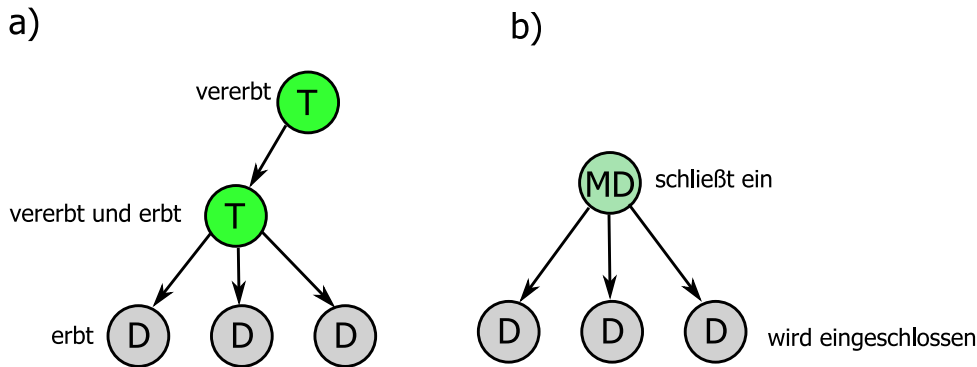 a)
vererbt
T
vererbt und erbt
T
erbt
D
D
D
b)
MD
schließt ein
D
D
D
wird eingeschlossen